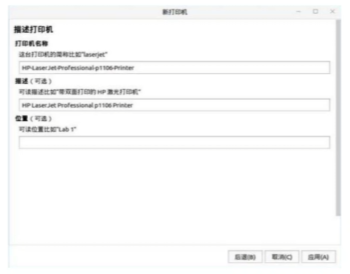 新打印机
描述打印机
打印机名称
这台打印机的简称比如"laserjet"
HP-LaserJet-Professional-p1106-Printer
描述（可选）
可读描述比如"带双面打印的 HP 激光打印机"
HP LaserJet Professional p1106 Printer
位置（可选）
可读位置比如"Lab 1"
后退(B) 取消(C) 应用(A)